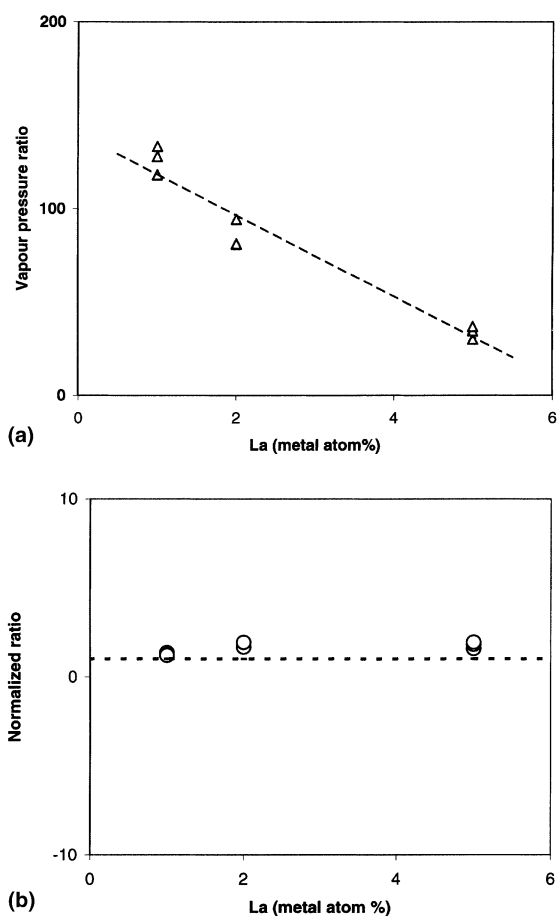 200
100
0
Vapour pressure ratio
0
2
4
6
La (metal atom%)
(a)
10
0
-10
Normalized ratio
0
2
4
6
La (metal atom %)
(b)